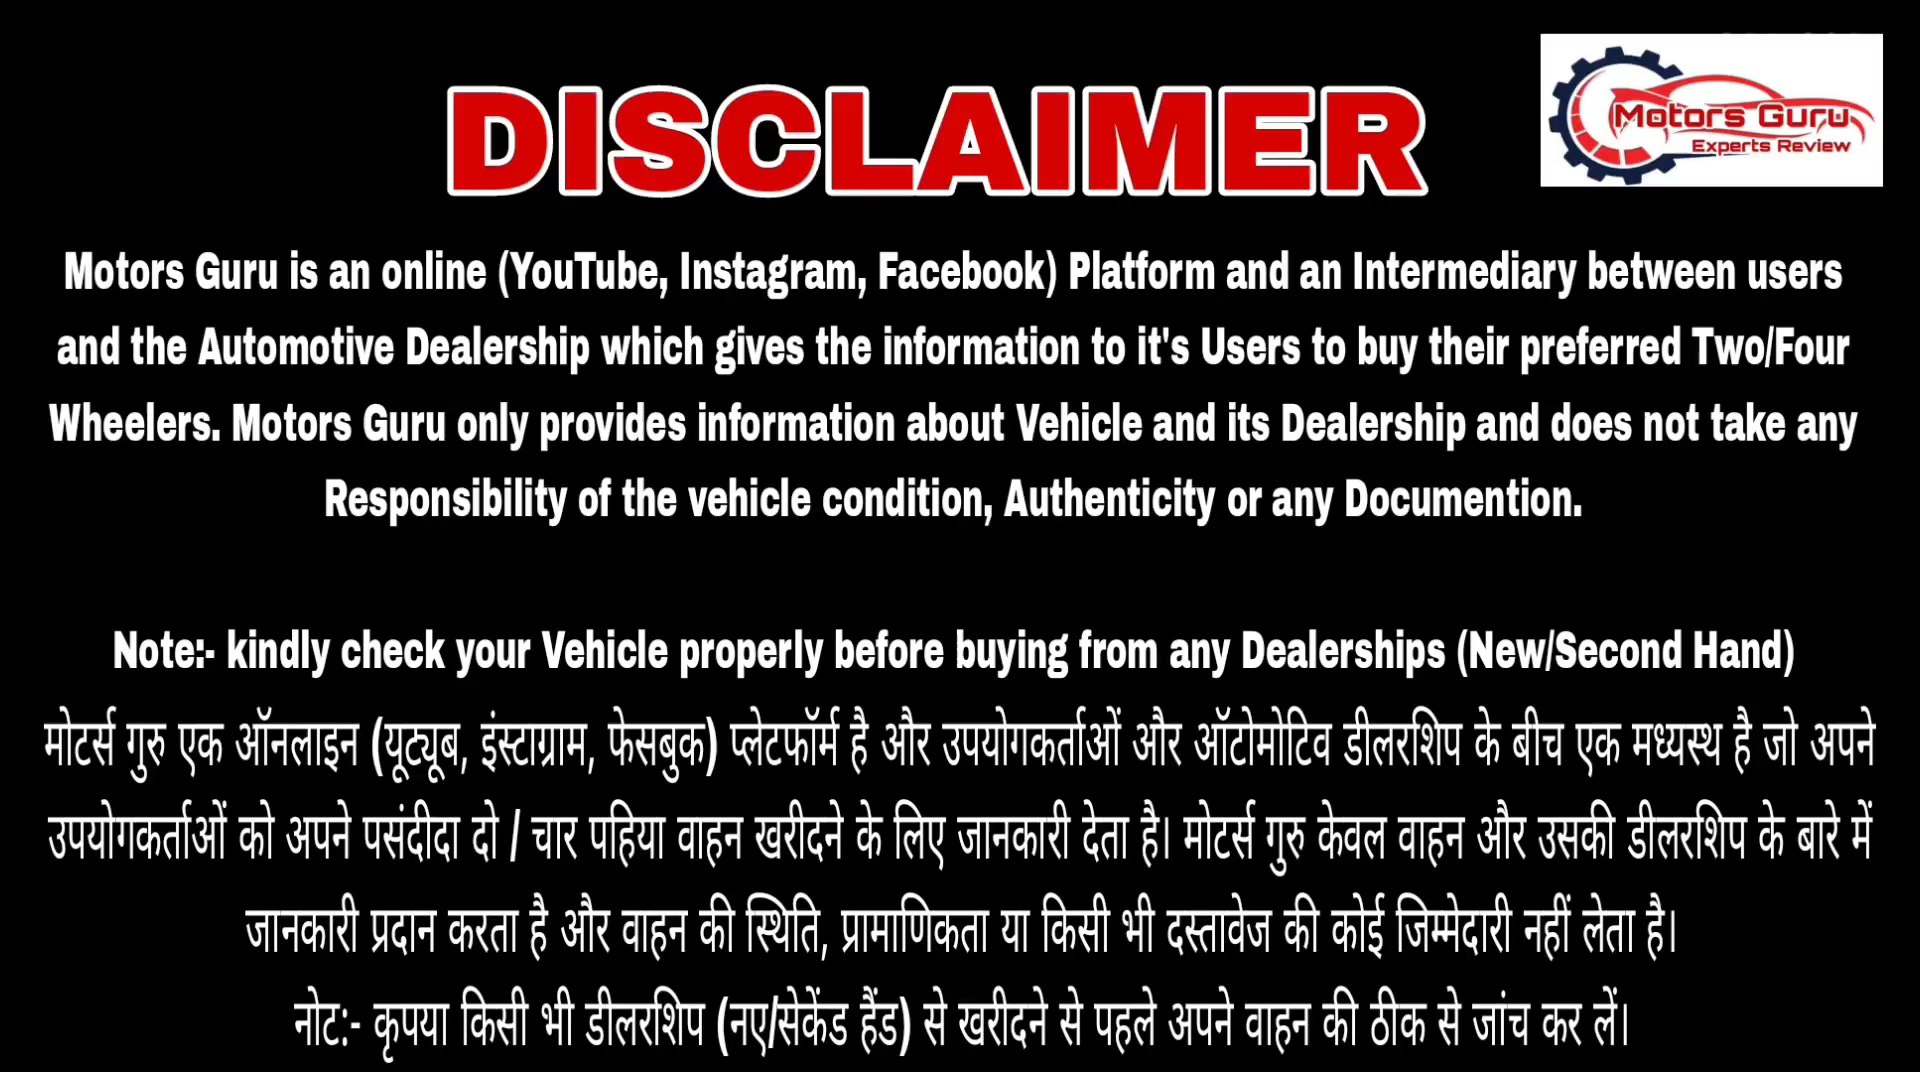 DISCLAIMER
Motors Guru
Experts Review
Motors Guru is an online (YouTube, Instagram, Facebook) Platform and an Intermediary between users
and the Automotive Dealership which gives the information to it's Users to buy their preferred Two/Four
Wheelers. Motors Guru only provides information about Vehicle and its Dealership and does not take any
Responsibility of the vehicle condition, Authenticity or any Documention.
Note:- kindly check your Vehicle properly before buying from any Dealerships (New/Second Hand)
मोटर्स गुरु एक ऑनलाइन (यूट्यूब, इंस्टाग्राम, फेसबुक) प्लेटफॉर्म है और उपयोगकर्ताओं और ऑटोमोटिव डीलरशिप के बीच एक मध्यस्थ है जो अपने
उपयोगकर्ताओं को अपने पसंदीदा दो / चार पहिया वाहन खरीदने के लिए जानकारी देता है। मोटर्स गुरु केवल वाहन और उसकी डीलरशिप के बारे में
जानकारी प्रदान करता है और वाहन की स्थिति, प्रामाणिकता या किसी भी दस्तावेज की कोई जिम्मेदारी नहीं लेता है।
नोट:- कृपया किसी भी डीलरशिप (नए/सेकेंड हैंड) से खरीदने से पहले अपने वाहन की ठीक से जांच कर लें।